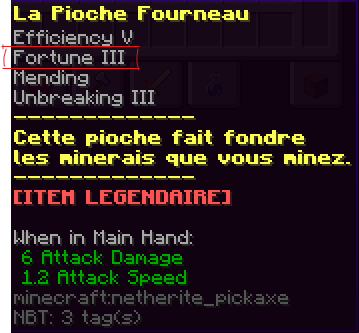 La Pioche Fourneau
Efficiency V
Fortune III
Mending
Unbreaking III
-------------
Cette pioche fait fondre
les minerais que vous minez.
-------------
[ITEM LEGENDAIRE]
When in Main Hand:
6 Attack Damage
1.2 Attack Speed
minecraft:netherite_pickaxe
NBT: 3 tag(s)